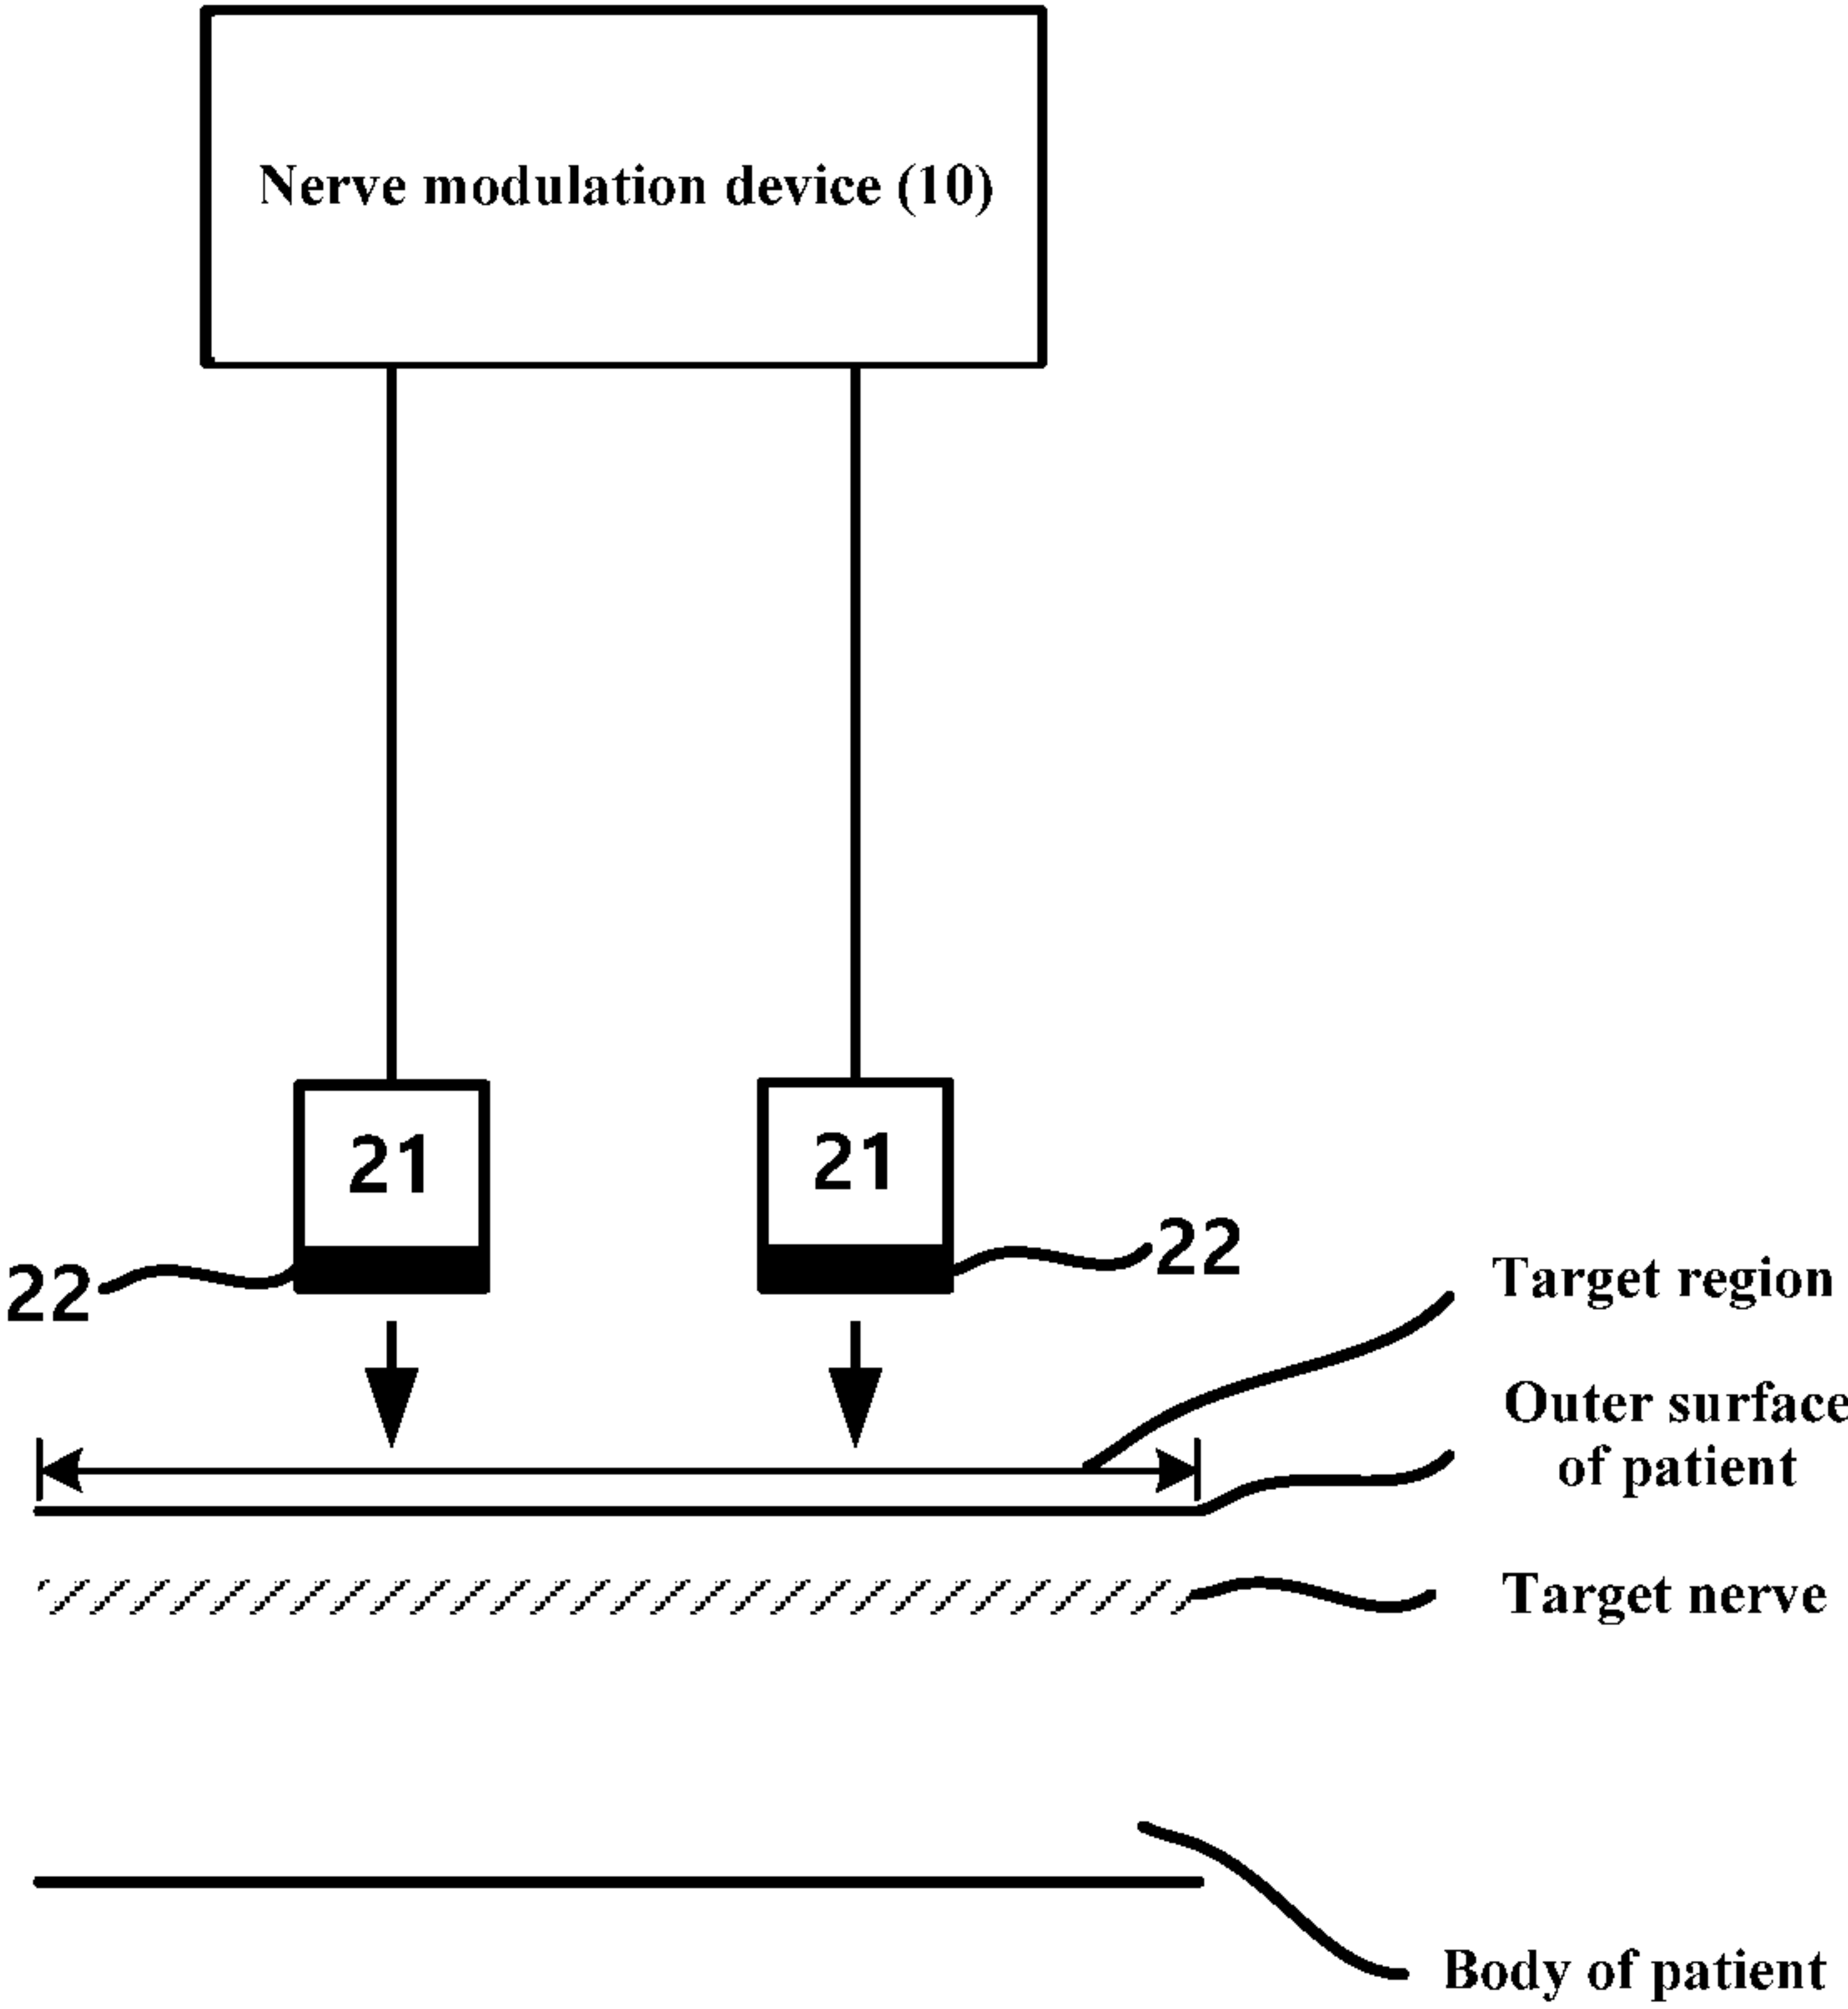 Nerve modulation device (10)
21
21
22
22
Target region
Outer surface
of patient
Target nerve
Body of patient